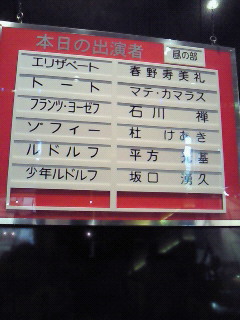 本日の出演者 昼の部
エリザベート 春野寿美礼
トート マテ・カマラス
フランツ・ヨーゼフ 石川 禅
ゾフィー 杜 けあき
ルドルフ 平方 元基
少年ルドルフ 坂口 湧久